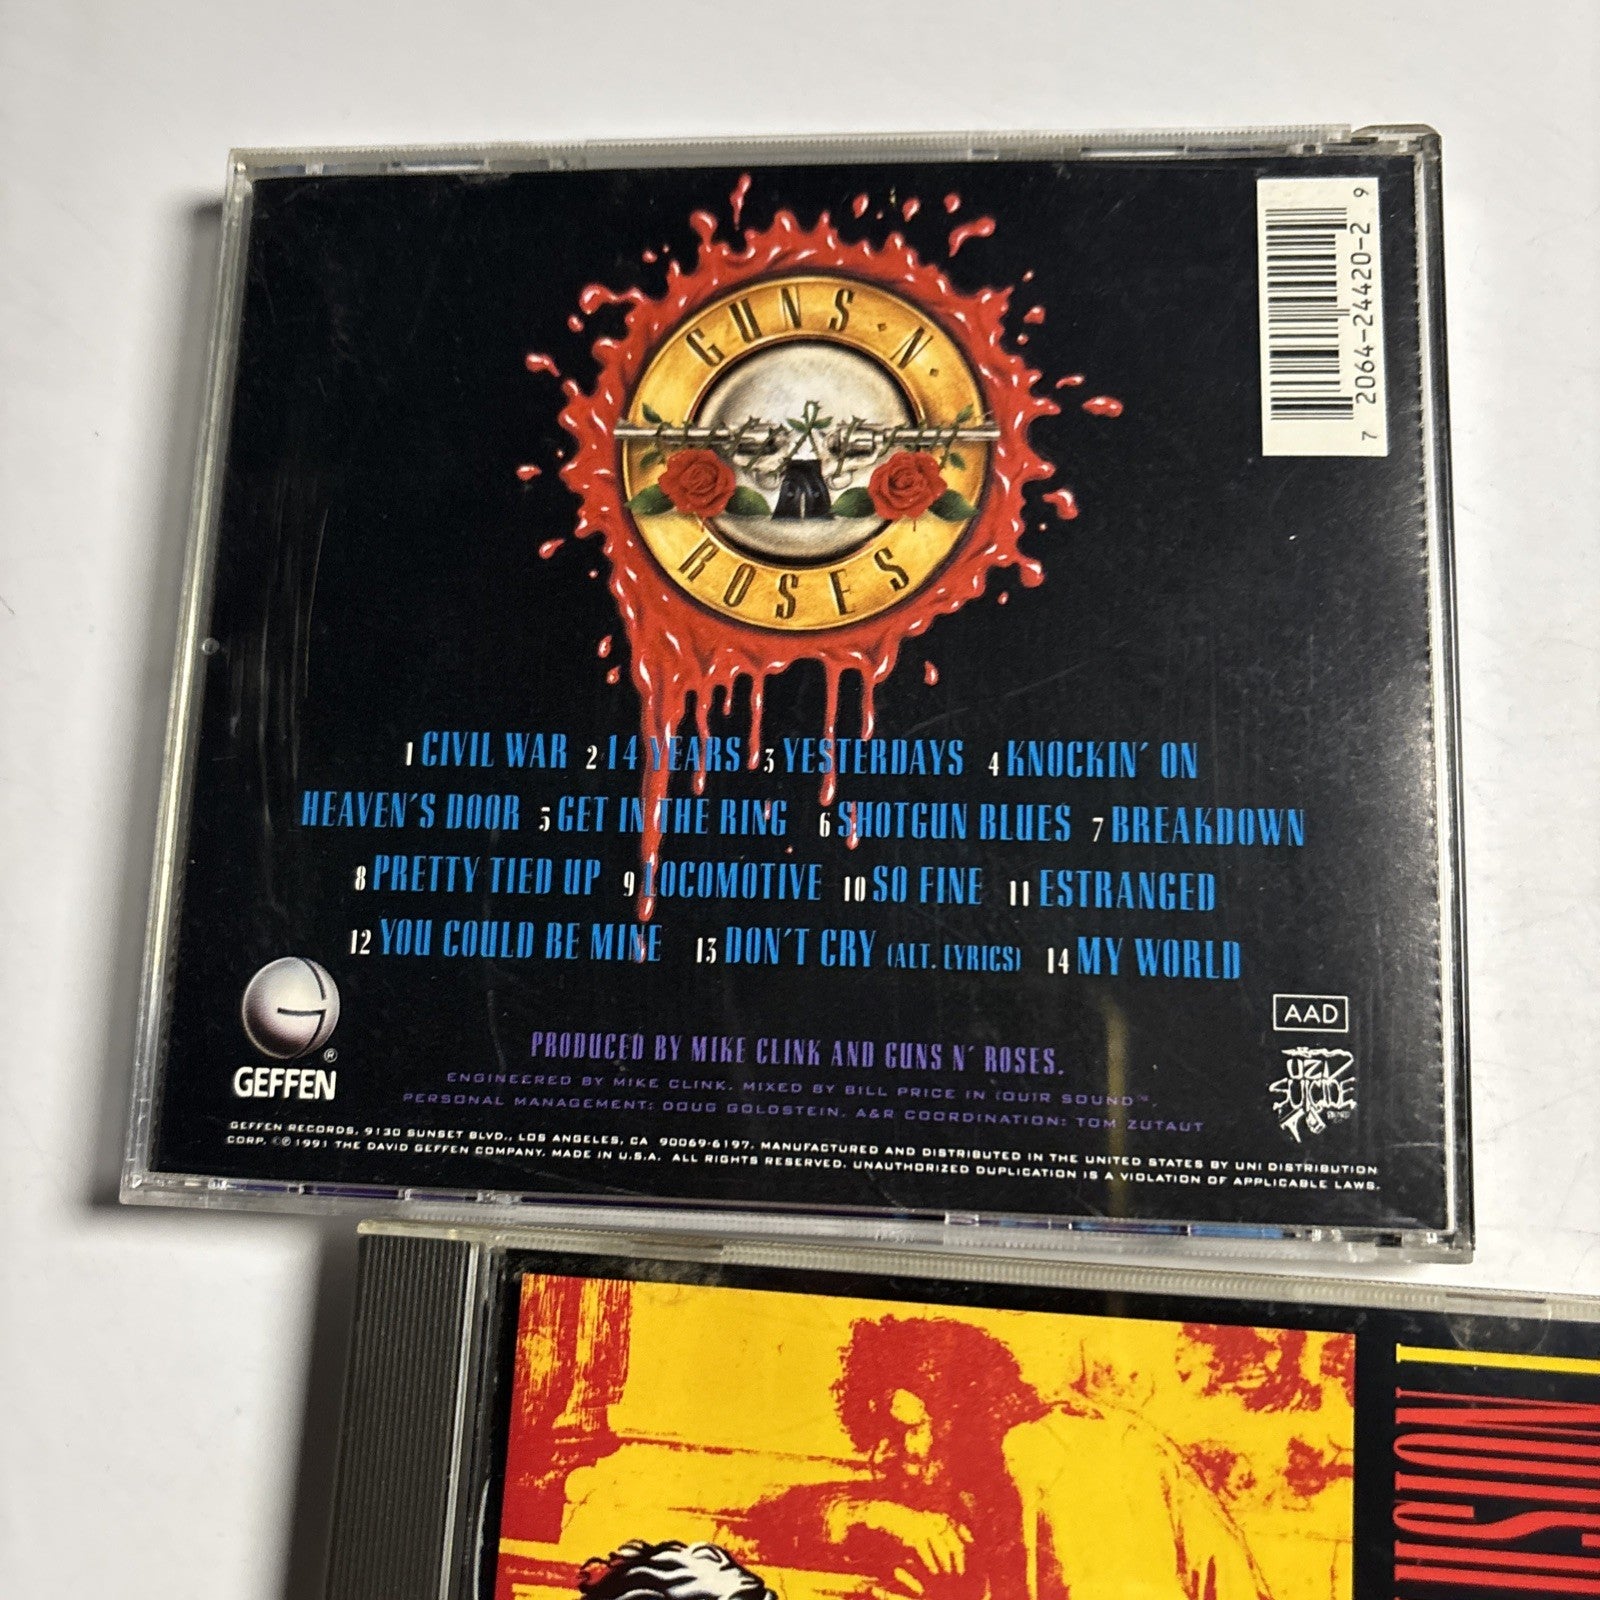 GUNS N' ROSES
7 2064-24420-2 9
1 CIVIL WAR 2 14 YEARS 3 YESTERDAYS 4 KNOCKIN' ON
HEAVEN'S DOOR 5 GET IN THE RING 6 SHOTGUN BLUES 7 BREAKDOWN
8 PRETTY TIED UP 9 LOCOMOTIVE 10 SO FINE 11 ESTRANGED
12 YOU COULD BE MINE 13 DON'T CRY (ALT. LYRICS) 14 MY WORLD
GEFFEN
®
AAD
UZI
SUICIDE
PRODUCED BY MIKE CLINK AND GUNS N' ROSES.
ENGINEERED BY MIKE CLINK. MIXED BY BILL PRICE IN (QUIR SOUND™.
PERSONAL MANAGEMENT: DOUG GOLDSTEIN. A&R COORDINATION: TOM ZUTAUT
GEFFEN RECORDS, 9130 SUNSET BLVD., LOS ANGELES, CA 90069-6197. MANUFACTURED AND DISTRIBUTED IN THE UNITED STATES BY UNI DISTRIBUTION
CORP. ©℗ 1991 THE DAVID GEFFEN COMPANY. MADE IN U.S.A. ALL RIGHTS RESERVED. UNAUTHORIZED DUPLICATION IS A VIOLATION OF APPLICABLE LAWS.
USION I